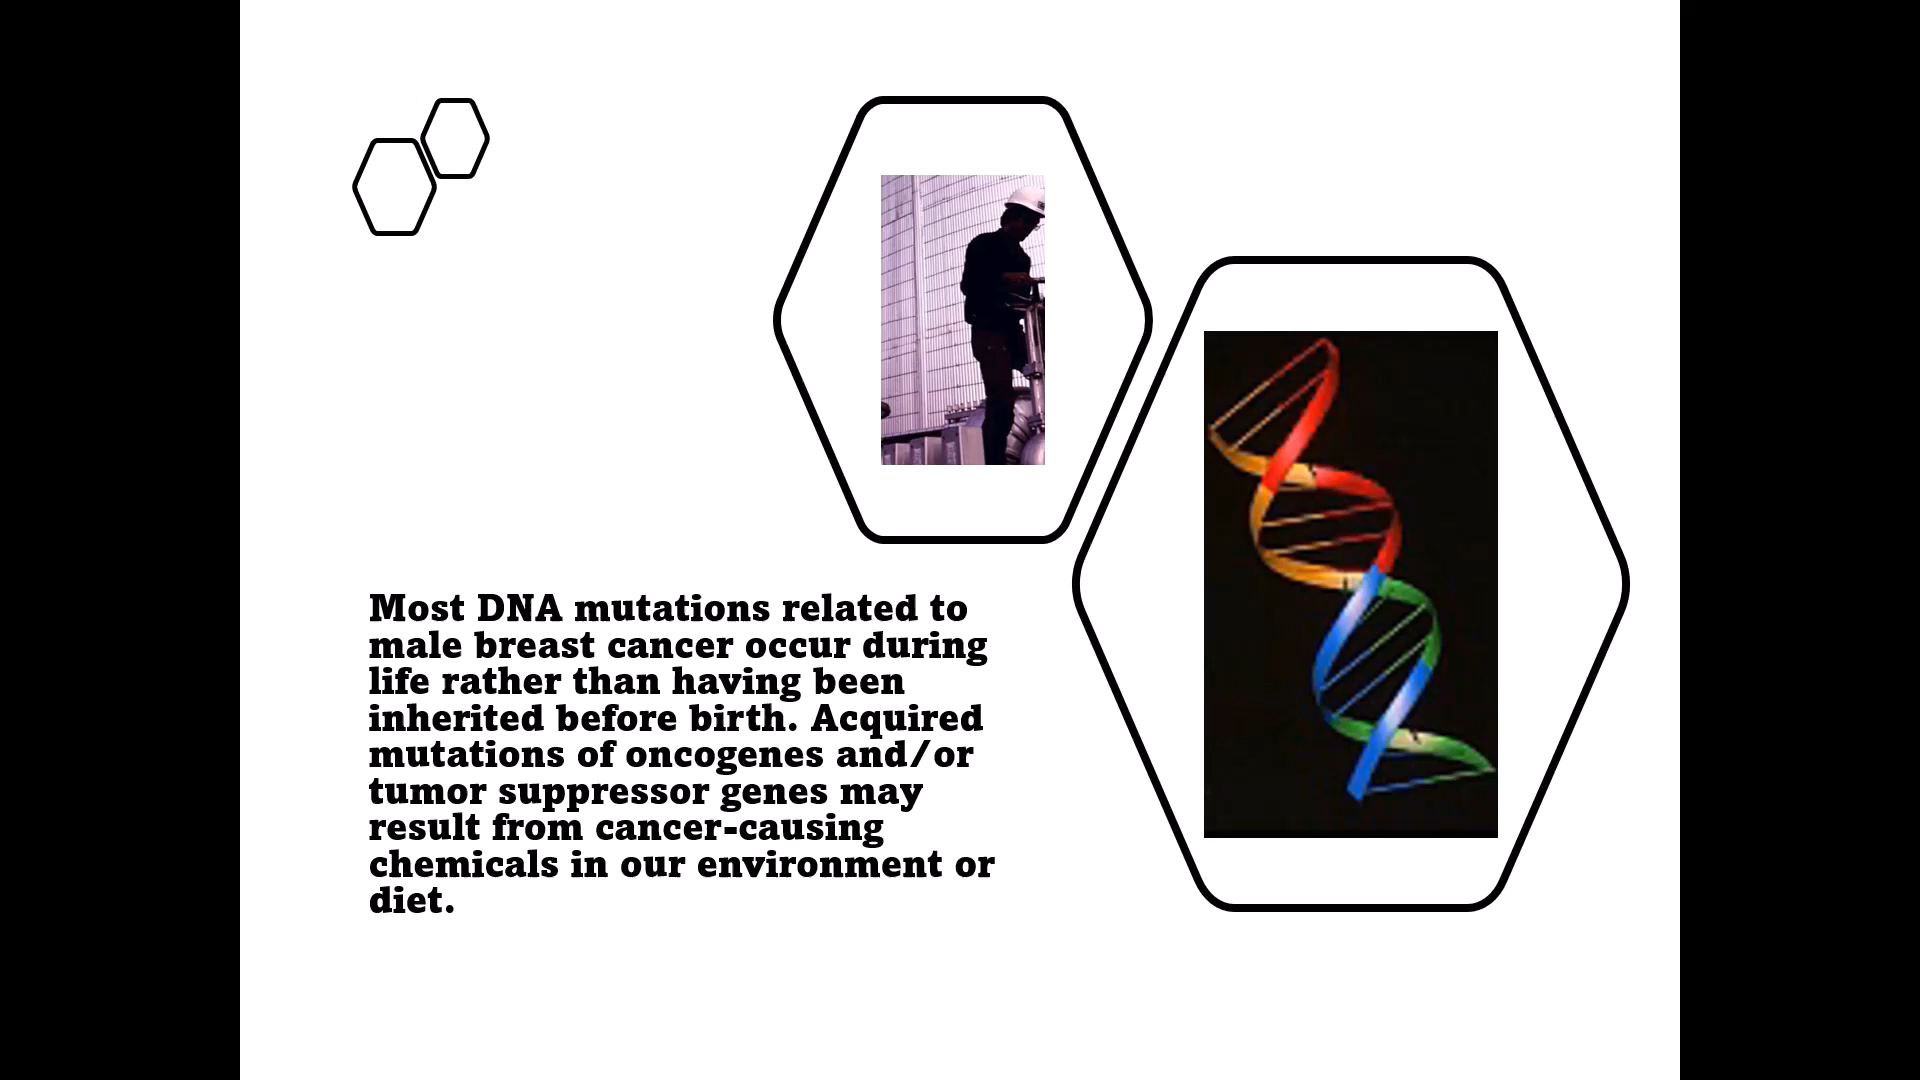 Most DNA mutations related to
male breast cancer occur during
life rather than having been
inherited before birth. Acquired
mutations of oncogenes and/or
tumor suppressor genes may
result from cancer-causing
chemicals in our environment or
diet.